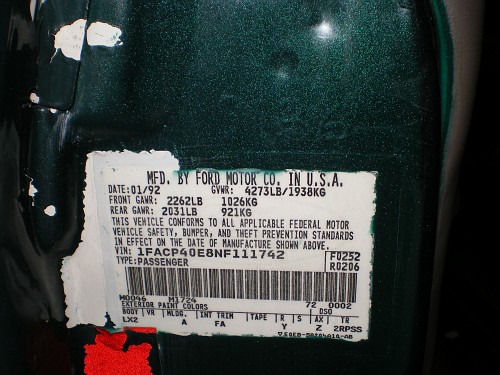 MFD. BY FORD MOTOR CO. IN U.S.A.
DATE: 01/92 GVWR: 4273LB/1938KG
FRONT GAWR: 2262LB 1026KG
REAR GAWR: 2031LB 921KG
THIS VEHICLE CONFORMS TO ALL APPLICABLE FEDERAL MOTOR
VEHICLE SAFETY, BUMPER, AND THEFT PREVENTION STANDARDS
IN EFFECT ON THE DATE OF MANUFACTURE SHOWN ABOVE.
VIN: 1FACP40E8NF111742 F0252
TYPE: PASSENGER R0206
M0046 M1724 72 0002
EXTERIOR PAINT COLORS DSO
BODY VR MLDG. INT TRIM TAPE R S AX TR
LX2 A FA Y Z 2RPSS